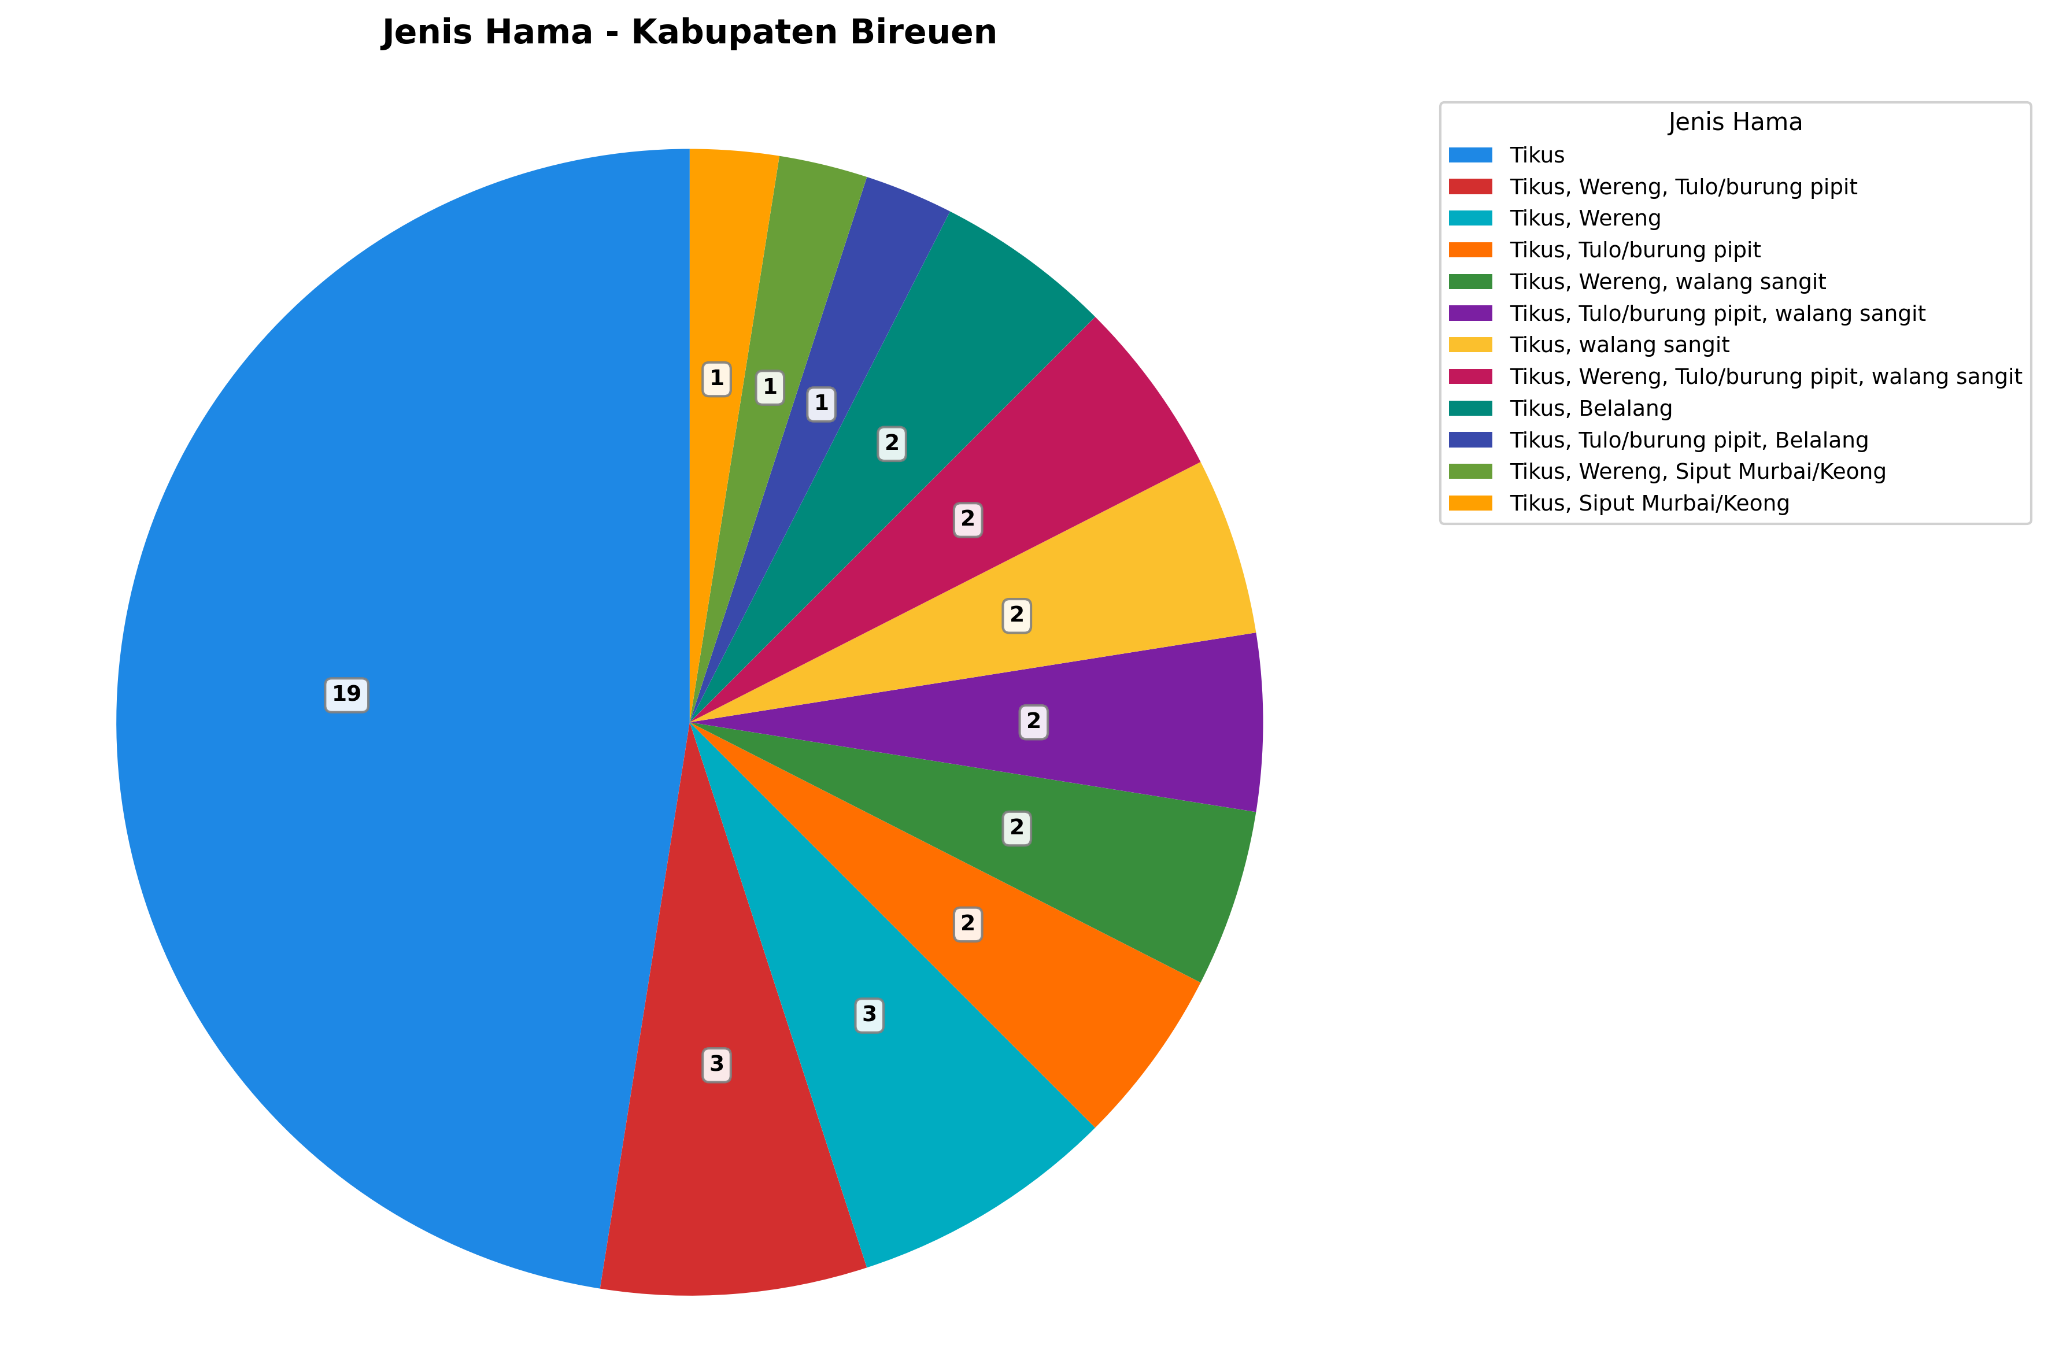 Jenis Hama - Kabupaten Bireuen
Jenis Hama
Tikus
Tikus, Wereng, Tulo/burung pipit
Tikus, Wereng
Tikus, Tulo/burung pipit
Tikus, Wereng, walang sangit
Tikus, Tulo/burung pipit, walang sangit
Tikus, walang sangit
Tikus, Wereng, Tulo/burung pipit, walang sangit
Tikus, Belalang
Tikus, Tulo/burung pipit, Belalang
Tikus, Wereng, Siput Murbai/Keong
Tikus, Siput Murbai/Keong
1
1
1
2
2
2
19
2
2
2
3
3